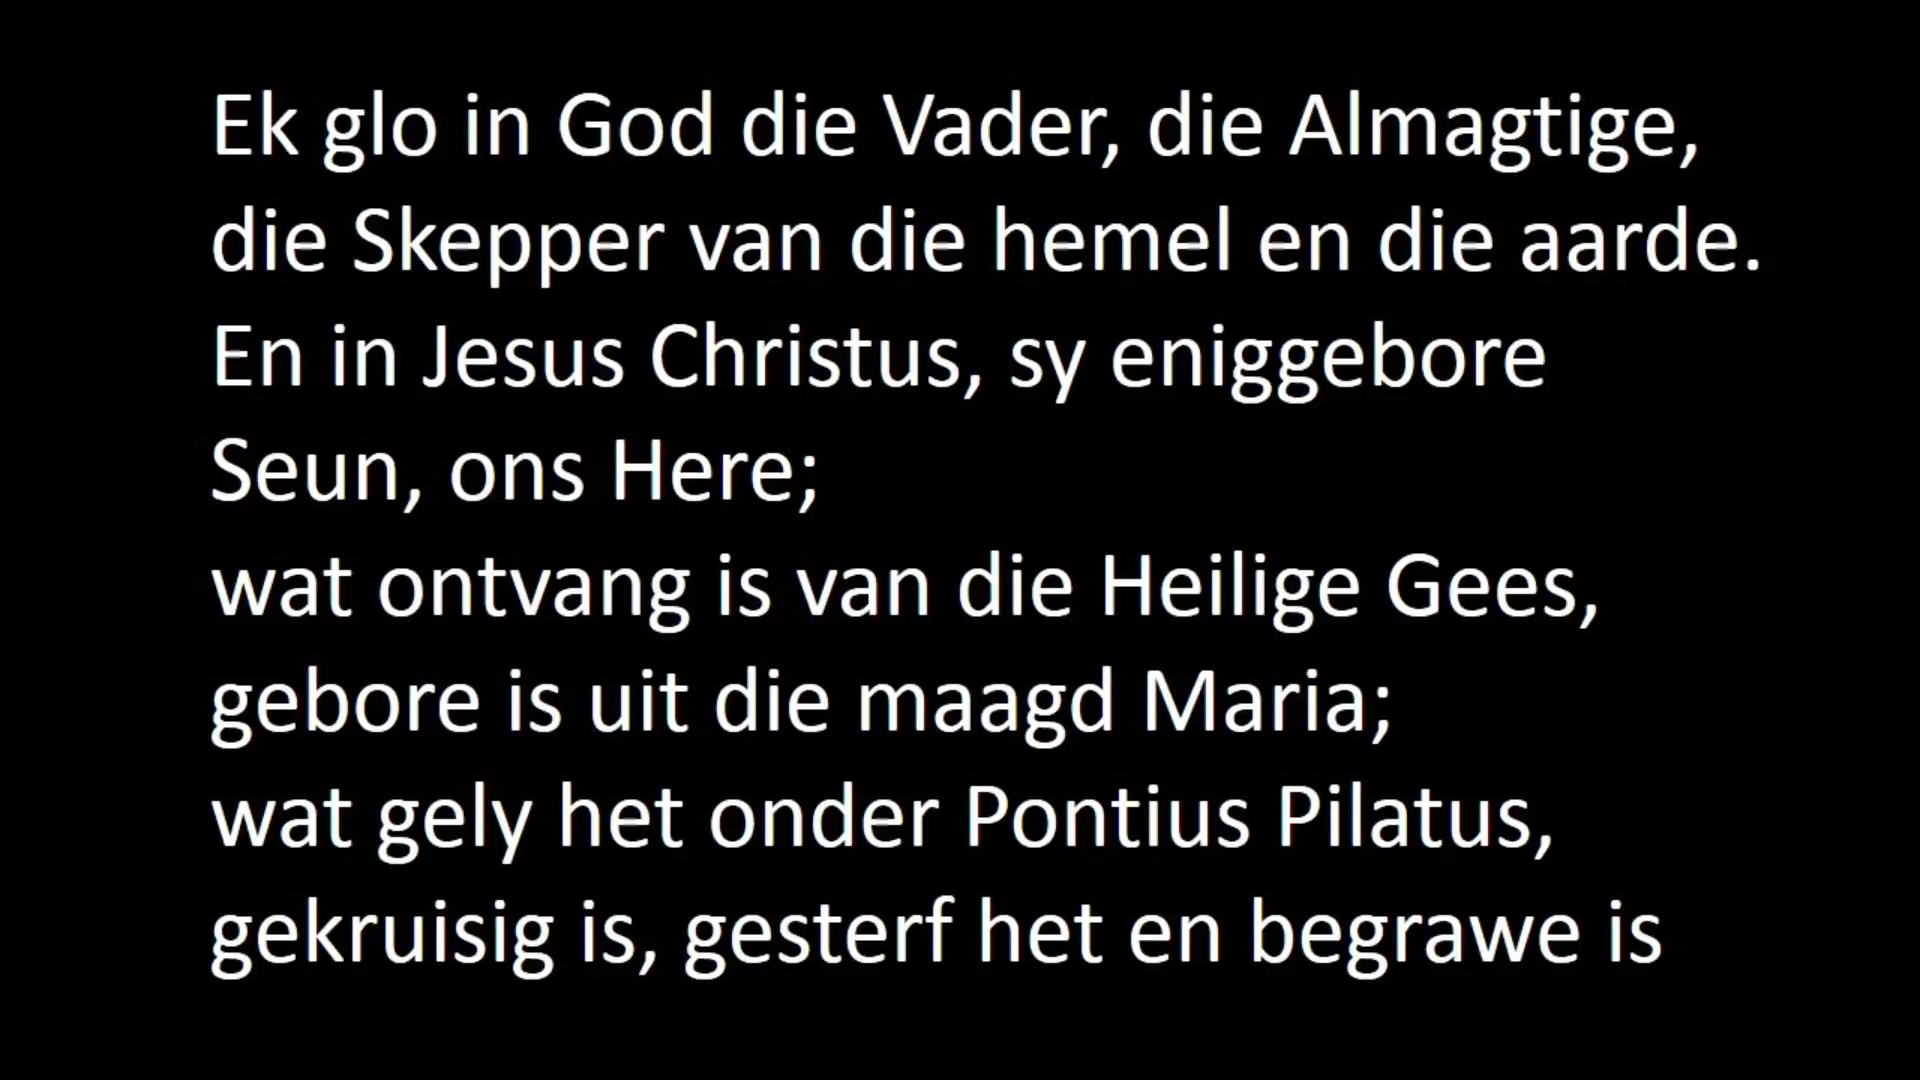 Ek glo in God die Vader, die Almagtige,
die Skepper van die hemel en die aarde.
En in Jesus Christus, sy eniggebore
Seun, ons Here;
wat ontvang is van die Heilige Gees,
gebore is uit die maagd Maria;
wat gely het onder Pontius Pilatus,
gekruisig is, gesterf het en begrawe is